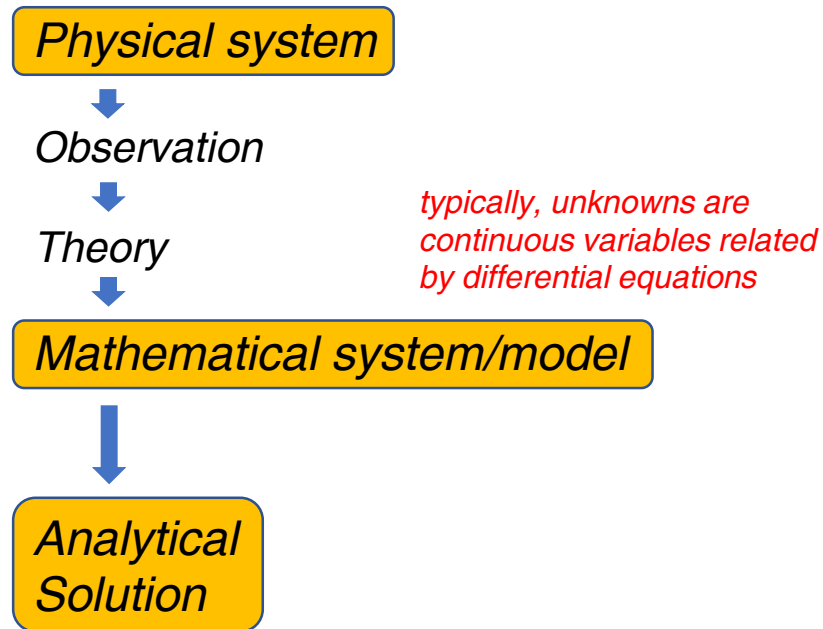 Physical system
Observation
Theory
typically, unknowns are
continuous variables related
by differential equations
Mathematical system/model
Analytical
Solution